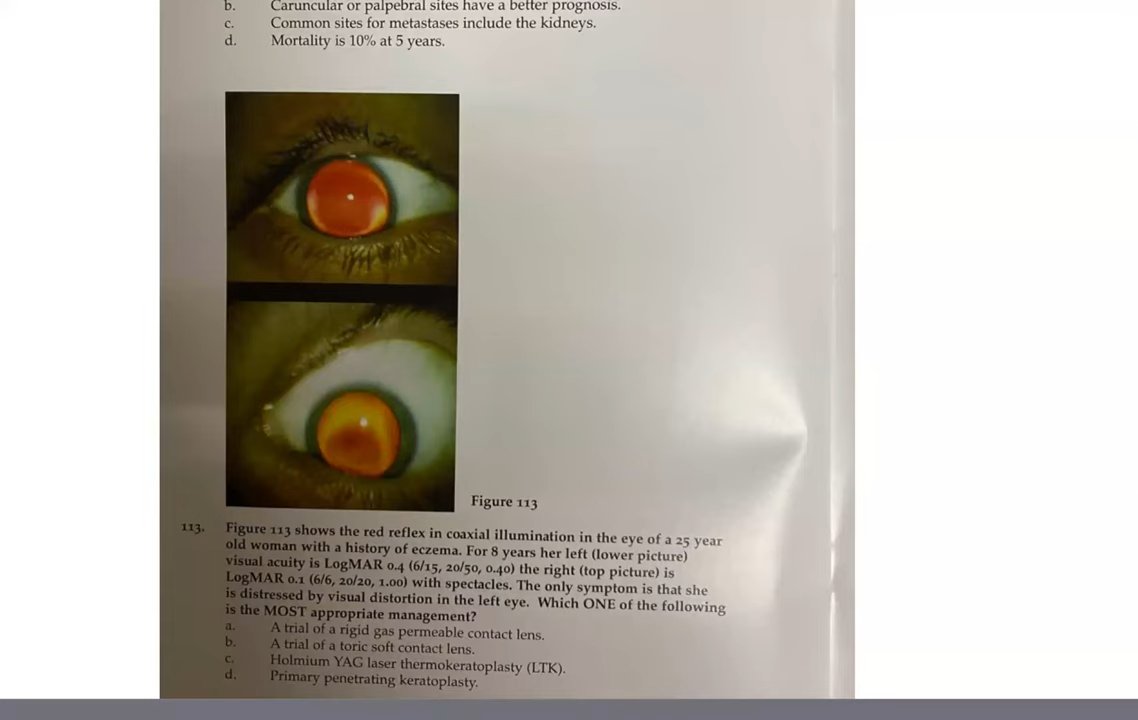 b. Caruncular or palpebral sites have a better prognosis.
c. Common sites for metastases include the kidneys.
d. Mortality is 10% at 5 years.
Figure 113
113. Figure 113 shows the red reflex in coaxial illumination in the eye of a 25 year
old woman with a history of eczema. For 8 years her left (lower picture)
visual acuity is LogMAR 0.4 (6/15, 20/50, 0.40) the right (top picture) is
LogMAR 0.1 (6/6, 20/20, 1.00) with spectacles. The only symptom is that she
is distressed by visual distortion in the left eye. Which ONE of the following
is the MOST appropriate management?
a. A trial of a rigid gas permeable contact lens.
b. A trial of a toric soft contact lens.
c. Holmium YAG laser thermokeratoplasty (LTK).
d. Primary penetrating keratoplasty.